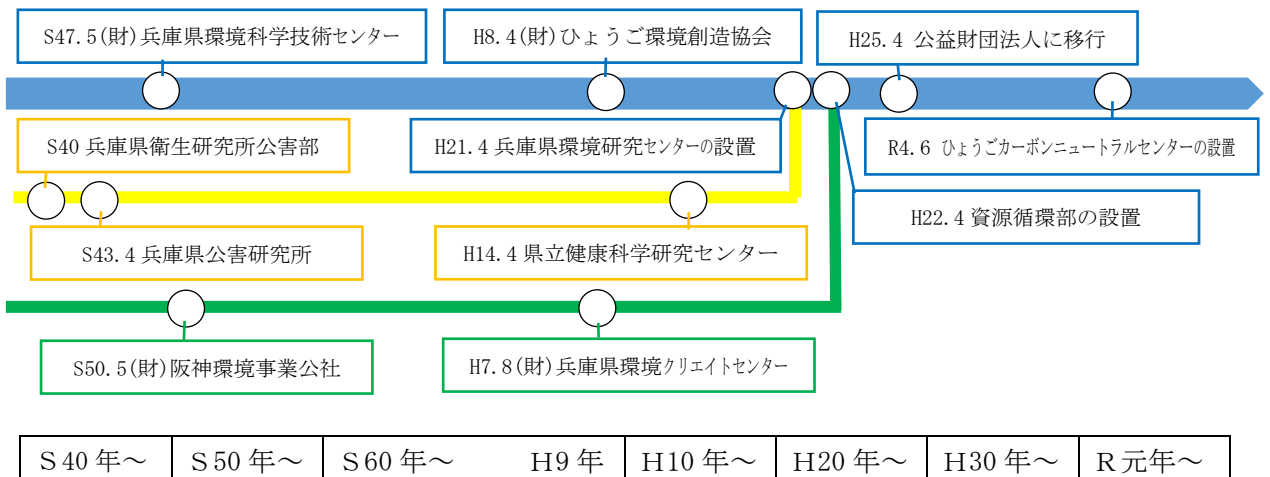 S47.5(財)兵庫県環境科学技術センター
H8.4(財)ひょうご環境創造協会
H25.4 公益財団法人に移行
S40 兵庫県衛生研究所公害部
H21.4 兵庫県環境研究センターの設置
R4.6 ひょうごカーボンニュートラルセンターの設置
S43.4 兵庫県公害研究所
H14.4 県立健康科学研究センター
H22.4 資源循環部の設置
S50.5(財)阪神環境事業公社
H7.8(財)兵庫県環境クリエイトセンター
S40年～ S50年～ S60年～ H9年 H10年～ H20年～ H30年～ R元年～